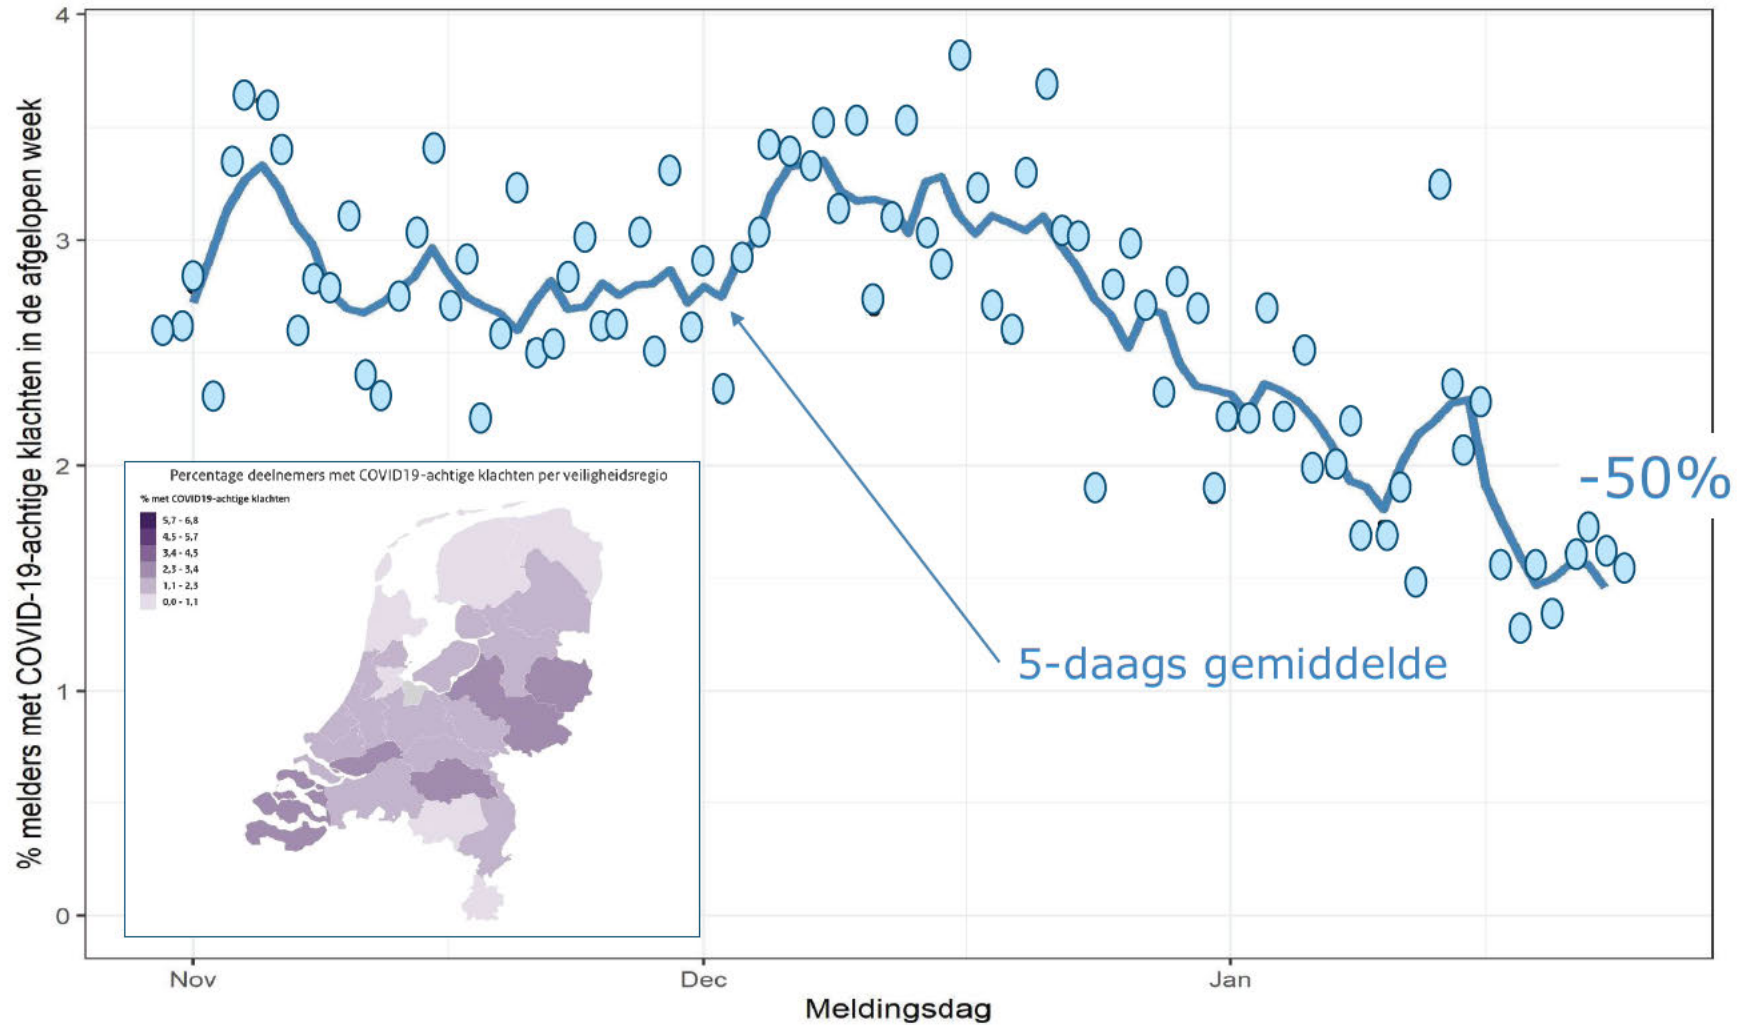 % melders met COVID-19-achtige klachten in de afgelopen week
4
3
2
1
0
Percentage deelnemers met COVID19-achtige klachten per veiligheidsregio
% met COVID19-achtige klachten
5,7 - 6,8
4,5 - 5,7
3,4 - 4,5
2,3 - 3,4
1,1 - 2,3
0,0 - 1,1
-50%
5-daags gemiddelde
Nov
Dec
Jan
Meldingsdag